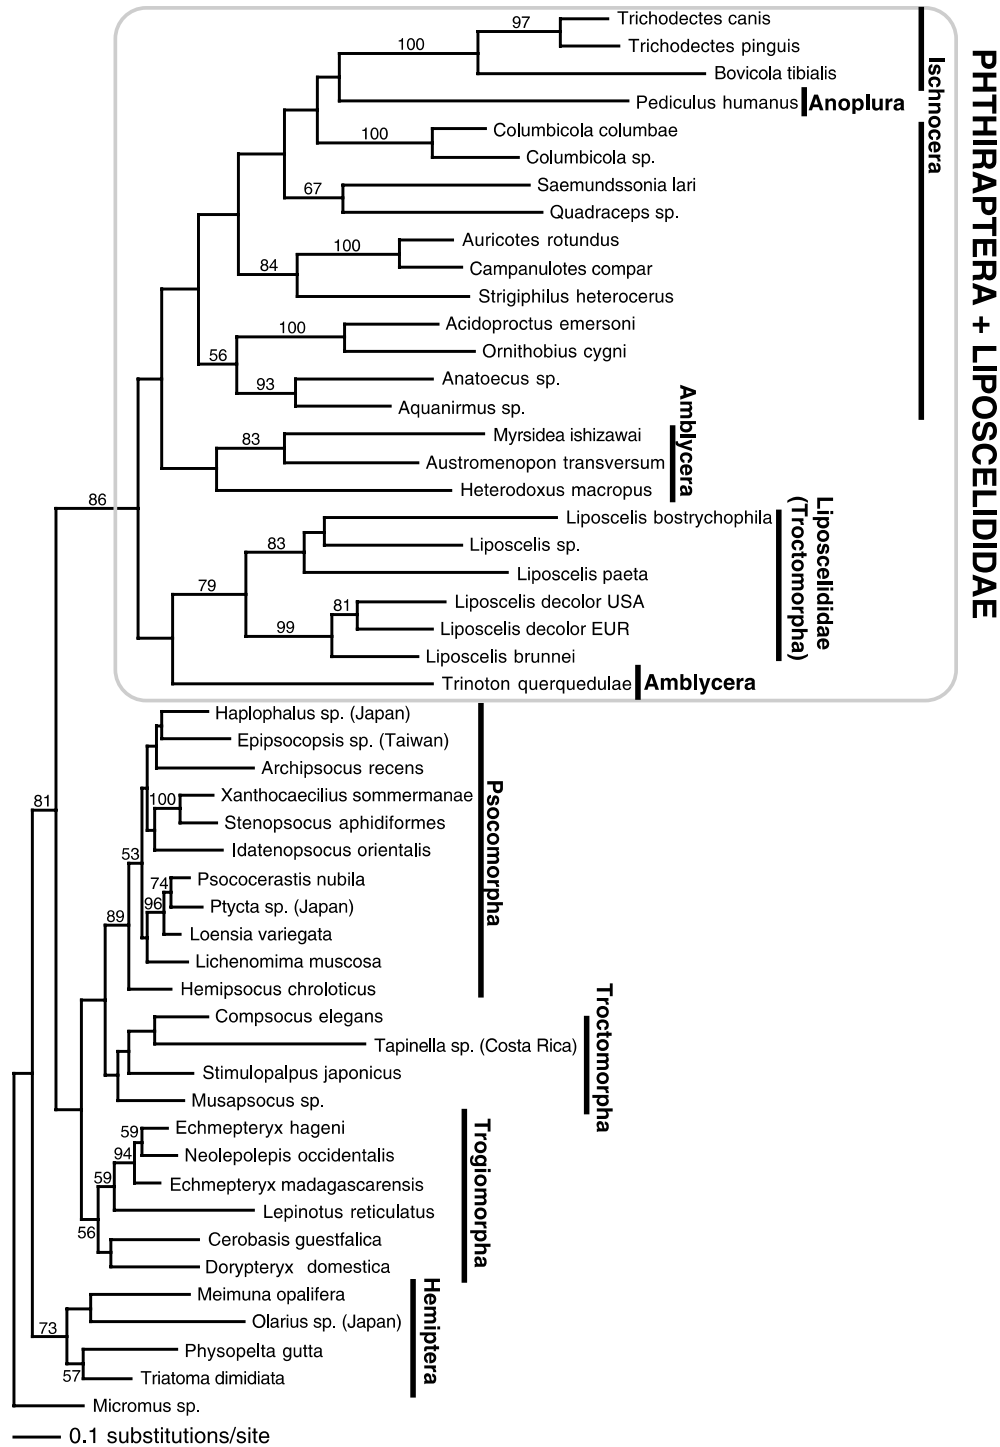 97
Trichodectes canis
100
Trichodectes pinguis
Bovicola tibialis
Pediculus humanus
Anoplura
Ischnocera
PHTHIRAPTERA + LIPOSCELIDIDAE
100
Columbicola columbae
Columbicola sp.
67
Saemundssonia lari
Quadraceps sp.
100
Auricotes rotundus
84
Campanulotes compar
Strigiphilus heterocerus
100
Acidoproctus emersoni
56
Ornithobius cygni
93
Anatoecus sp.
Aquanirmus sp.
83
Myrsidea ishizawai
Austromenopon transversum
Heterodoxus macropus
Amblycera
86
Liposcelis bostrychophila
83
Liposcelis sp.
Liposcelis paeta
79
81
Liposcelis decolor USA
99
Liposcelis decolor EUR
Liposcelis brunnei
Liposcelididae
(Troctomorpha)
Trinoton querquedulae
Amblycera
Haplophalus sp. (Japan)
Epipsocopsis sp. (Taiwan)
Archipsocus recens
81
100
Xanthocaecilius sommermanae
Stenopsocus aphidiformes
53
Idatenopsocus orientalis
74
Psococerastis nubila
96
Ptycta sp. (Japan)
89
Loensia variegata
Lichenomima muscosa
Hemipsocus chroloticus
Psocomorpha
Compsocus elegans
Tapinella sp. (Costa Rica)
Stimulopalpus japonicus
Musapsocus sp.
Troctomorpha
59
Echmepteryx hageni
94
Neolepolepis occidentalis
59
Echmepteryx madagascarensis
Lepinotus reticulatus
56
Cerobasis guestfalica
Dorypteryx domestica
Trogiomorpha
Meimuna opalifera
73
Olarius sp. (Japan)
Physopelta gutta
57
Triatoma dimidiata
Hemiptera
Micromus sp.
0.1 substitutions/site